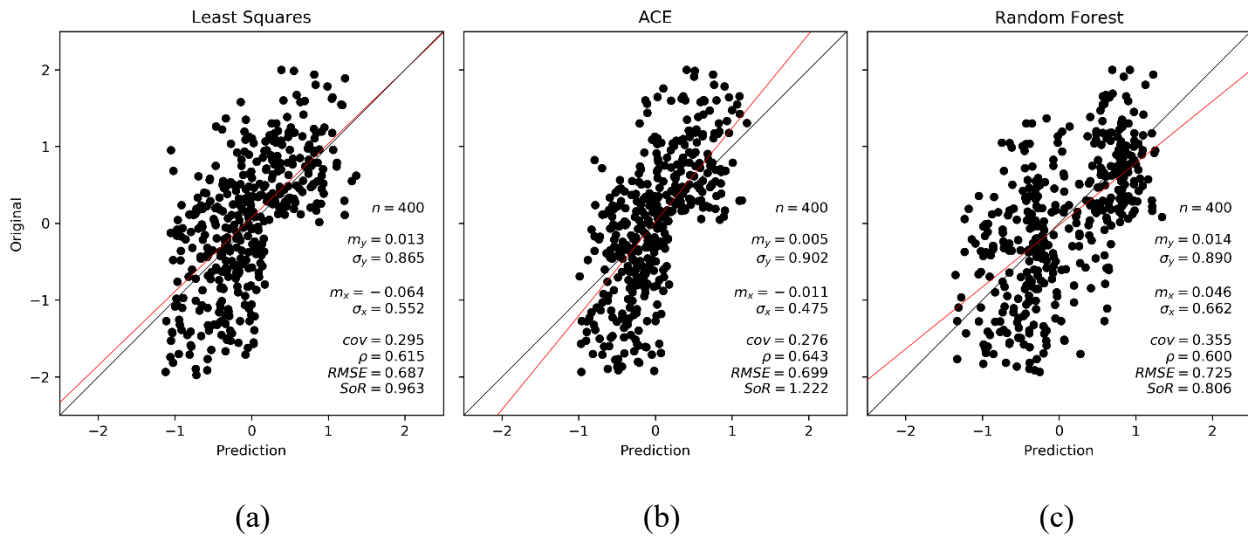 Least Squares
Original
2
1
0
−1
−2
n = 400
m_y = 0.013
σ_y = 0.865
m_x = −0.064
σ_x = 0.552
cov = 0.295
ρ = 0.615
RMSE = 0.687
SoR = 0.963
−2 −1 0 1 2
Prediction
(a)
ACE
n = 400
m_y = 0.005
σ_y = 0.902
m_x = −0.011
σ_x = 0.475
cov = 0.276
ρ = 0.643
RMSE = 0.699
SoR = 1.222
−2 −1 0 1 2
Prediction
(b)
Random Forest
n = 400
m_y = 0.014
σ_y = 0.890
m_x = 0.046
σ_x = 0.662
cov = 0.355
ρ = 0.600
RMSE = 0.725
SoR = 0.806
−2 −1 0 1 2
Prediction
(c)